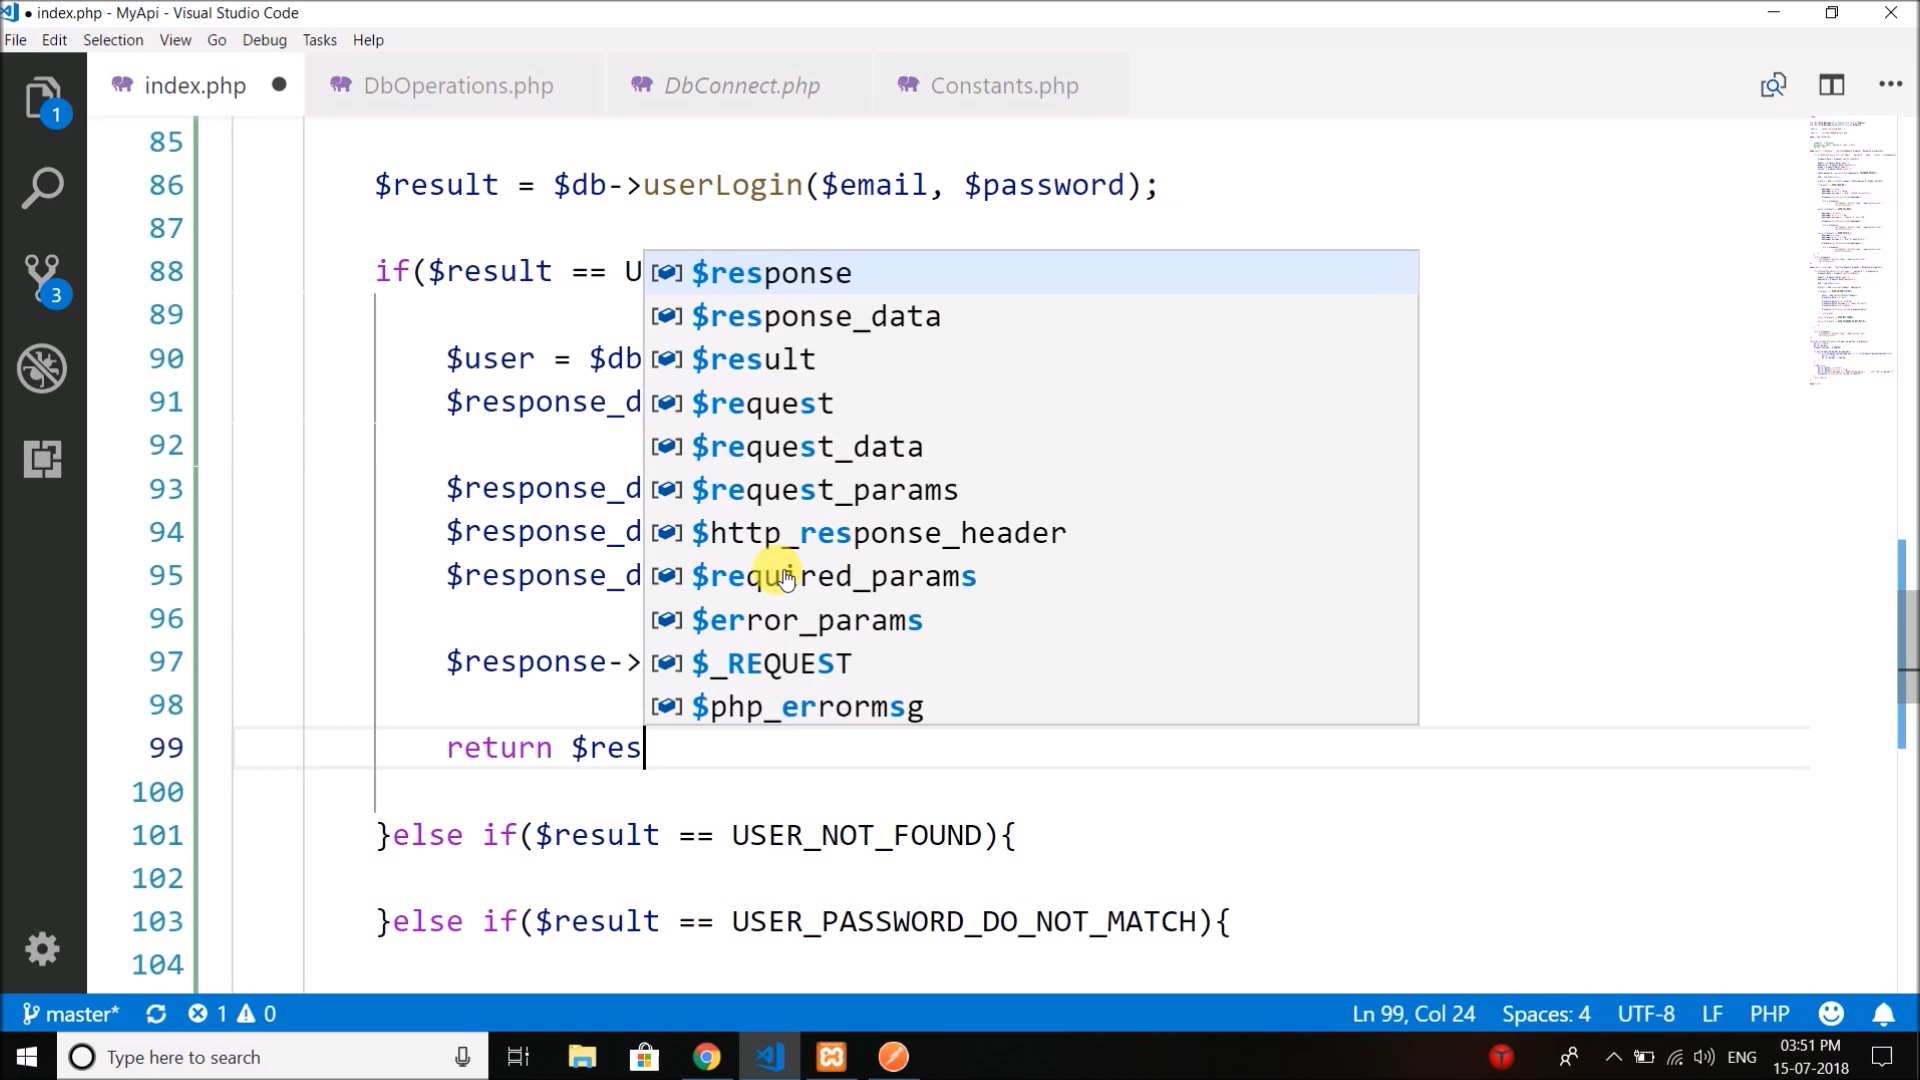 index.php - MyApi - Visual Studio Code
File Edit Selection View Go Debug Tasks Help
index.php DbOperations.php DbConnect.php Constants.php
1
3
85
86 $result = $db->userLogin($email, $password);
87
88 if($result == U
89
90 $user = $db
91 $response_d
92
93 $response_d
94 $response_d
95 $response_d
96
97 $response->
98
99 return $res
100
101 }else if($result == USER_NOT_FOUND){
102
103 }else if($result == USER_PASSWORD_DO_NOT_MATCH){
104
$response
$response_data
$result
$request
$request_data
$request_params
$http_response_header
$required_params
$error_params
$_REQUEST
$php_errormsg
master* 1 0 Ln 99, Col 24 Spaces: 4 UTF-8 LF PHP
Type here to search
ENG
03:51 PM
15-07-2018